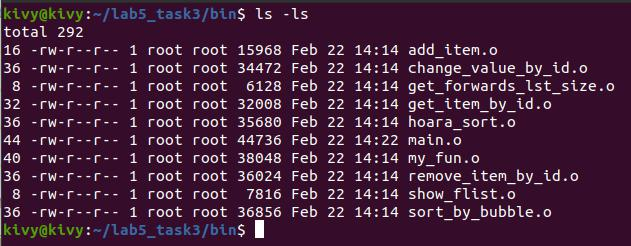 kivy@kivy:~/lab5_task3/bin$ ls -ls
total 292
16 -rw-r--r-- 1 root root 15968 Feb 22 14:14 add_item.o
36 -rw-r--r-- 1 root root 34472 Feb 22 14:14 change_value_by_id.o
 8 -rw-r--r-- 1 root root  6128 Feb 22 14:14 get_forwards_lst_size.o
32 -rw-r--r-- 1 root root 32008 Feb 22 14:14 get_item_by_id.o
36 -rw-r--r-- 1 root root 35680 Feb 22 14:14 hoara_sort.o
44 -rw-r--r-- 1 root root 44736 Feb 22 14:22 main.o
40 -rw-r--r-- 1 root root 38048 Feb 22 14:14 my_fun.o
36 -rw-r--r-- 1 root root 36024 Feb 22 14:14 remove_item_by_id.o
 8 -rw-r--r-- 1 root root  7816 Feb 22 14:14 show_flist.o
36 -rw-r--r-- 1 root root 36856 Feb 22 14:14 sort_by_bubble.o
kivy@kivy:~/lab5_task3/bin$